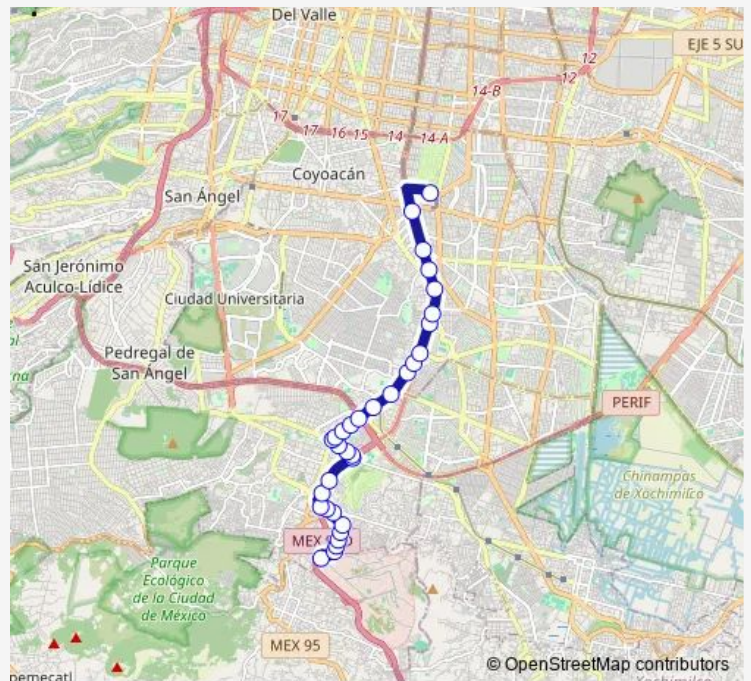 Del Valle
EJE 5 SU
12
12
14-B
17
17
16
15
14
14-A
Coyoacán
San Ángel
San Jerónimo
Aculco-Lídice
Ciudad Universitaria
Pedregal de
San Ángel
PERIF
Chinampas
de Xochimilco
MEX
Parque
Ecológico
de la Ciudad
de México
MEX 95
© OpenStreetMap contributors